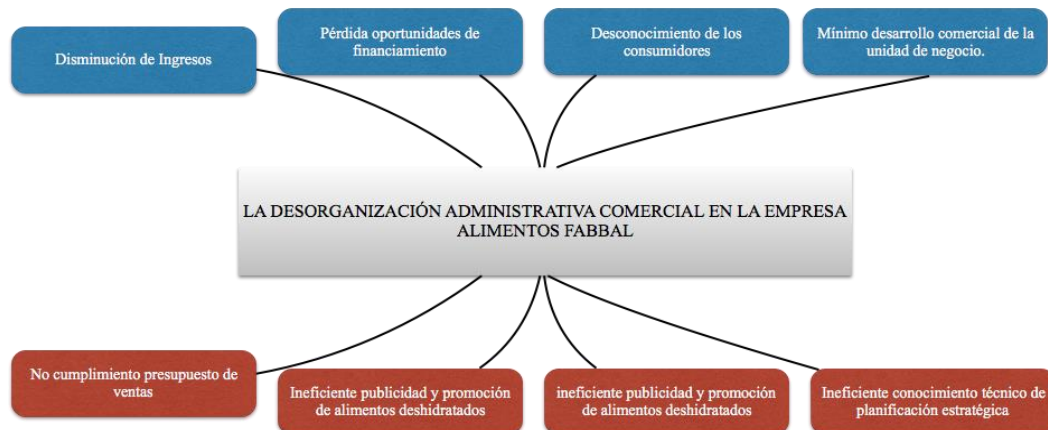 Disminución de Ingresos
Pérdida oportunidades de
financiamiento
Desconocimiento de los
consumidores
Mínimo desarrollo comercial de la
unidad de negocio.
LA DESORGANIZACIÓN ADMINISTRATIVA COMERCIAL EN LA EMPRESA
ALIMENTOS FABBAL
No cumplimiento presupuesto de
ventas
Ineficiente publicidad y promoción
de alimentos deshidratados
ineficiente publicidad y promoción
de alimentos deshidratados
Ineficiente conocimiento técnico de
planificación estratégica